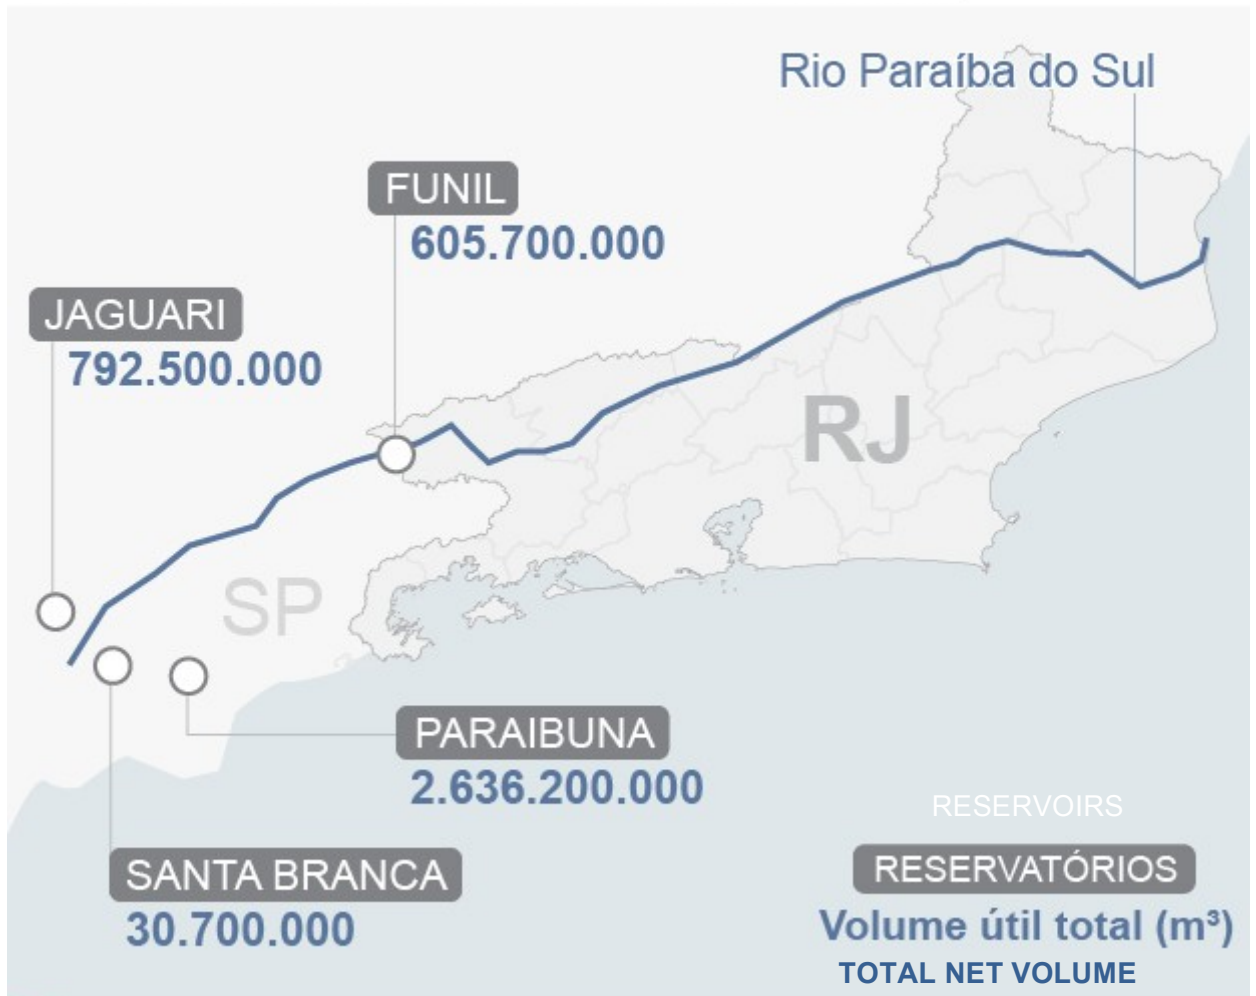 Rio Paraíba do Sul
FUNIL
605.700.000
JAGUARI
792.500.000
RJ
SP
PARAIBUNA
2.636.200.000
SANTA BRANCA
30.700.000
RESERVOIRS
RESERVATÓRIOS
Volume útil total (m³)
TOTAL NET VOLUME